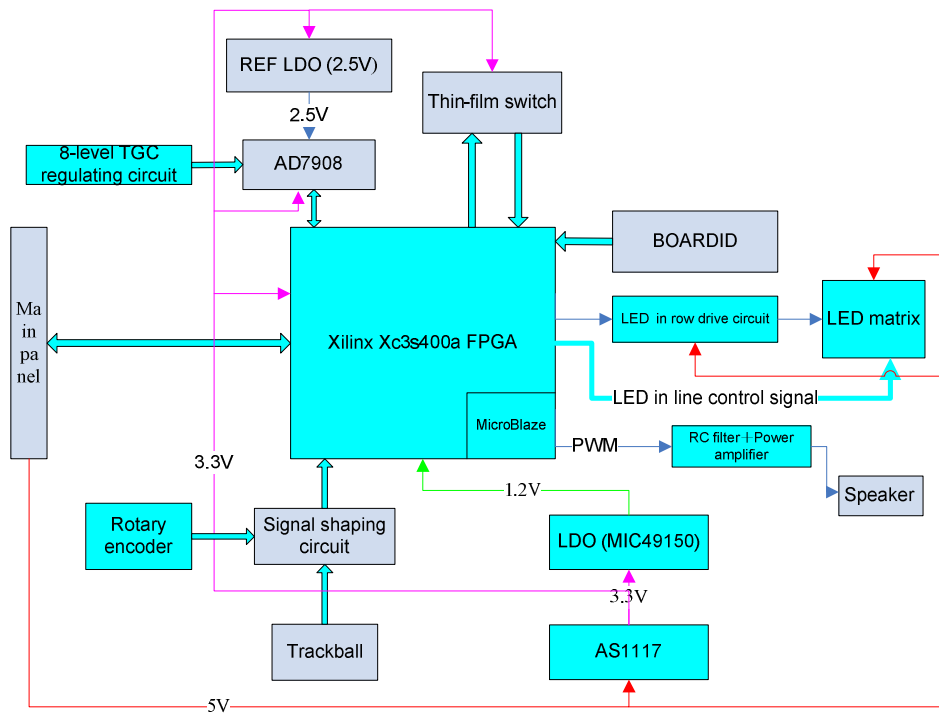 REF LDO (2.5V)
Thin-film switch
2.5V
8-level TGC
regulating circuit
AD7908
BOARDID
Ma
in
pa
nel
Xilinx Xc3s400a FPGA
LED in row drive circuit
LED matrix
LED in line control signal
MicroBlaze
PWM
RC filter+Power
amplifier
3.3V
1.2V
Speaker
Rotary
encoder
Signal shaping
circuit
LDO (MIC49150)
3.3V
Trackball
AS1117
5V